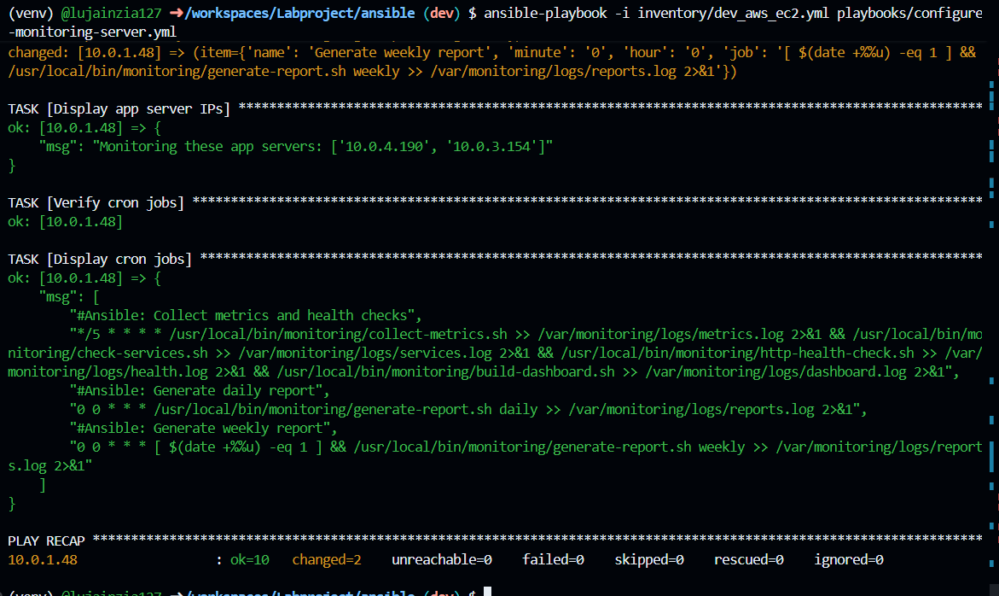 (venv) @lujainzia127 ➜/workspaces/Labproject/ansible (dev) $ ansible-playbook -i inventory/dev_aws_ec2.yml playbooks/configure
-monitoring-server.yml
changed: [10.0.1.48] => (item={'name': 'Generate weekly report', 'minute': '0', 'hour': '0', 'job': '[ $(date +%%u) -eq 1 ] &&
/usr/local/bin/monitoring/generate-report.sh weekly >> /var/monitoring/logs/reports.log 2>&1'})
TASK [Display app server IPs] *************************************************************************************************
ok: [10.0.1.48] => {
"msg": "Monitoring these app servers: ['10.0.4.190', '10.0.3.154']"
}
TASK [Verify cron jobs] *******************************************************************************************************
ok: [10.0.1.48]
TASK [Display cron jobs] ******************************************************************************************************
ok: [10.0.1.48] => {
"msg": [
"#Ansible: Collect metrics and health checks",
"*/5 * * * * /usr/local/bin/monitoring/collect-metrics.sh >> /var/monitoring/logs/metrics.log 2>&1 && /usr/local/bin/mo
nitoring/check-services.sh >> /var/monitoring/logs/services.log 2>&1 && /usr/local/bin/monitoring/http-health-check.sh >> /var/
monitoring/logs/health.log 2>&1 && /usr/local/bin/monitoring/build-dashboard.sh >> /var/monitoring/logs/dashboard.log 2>&1",
"#Ansible: Generate daily report",
"0 0 * * * /usr/local/bin/monitoring/generate-report.sh daily >> /var/monitoring/logs/reports.log 2>&1",
"#Ansible: Generate weekly report",
"0 0 * * * [ $(date +%%u) -eq 1 ] && /usr/local/bin/monitoring/generate-report.sh weekly >> /var/monitoring/logs/report
s.log 2>&1"
]
}
PLAY RECAP ********************************************************************************************************************
10.0.1.48 : ok=10 changed=2 unreachable=0 failed=0 skipped=0 rescued=0 ignored=0
(venv) @lujainzia127 ➜/workspaces/Labproject/ansible (dev) $